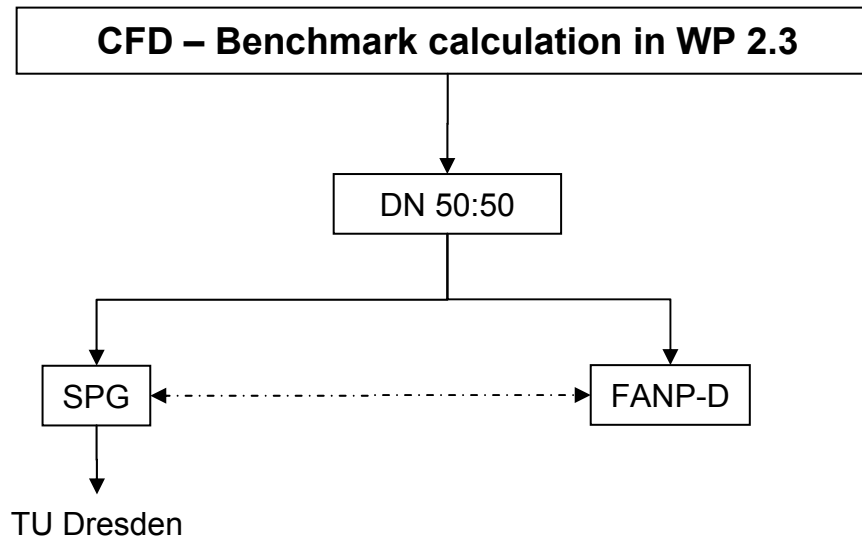 CFD – Benchmark calculation in WP 2.3
DN 50:50
SPG
FANP-D
TU Dresden